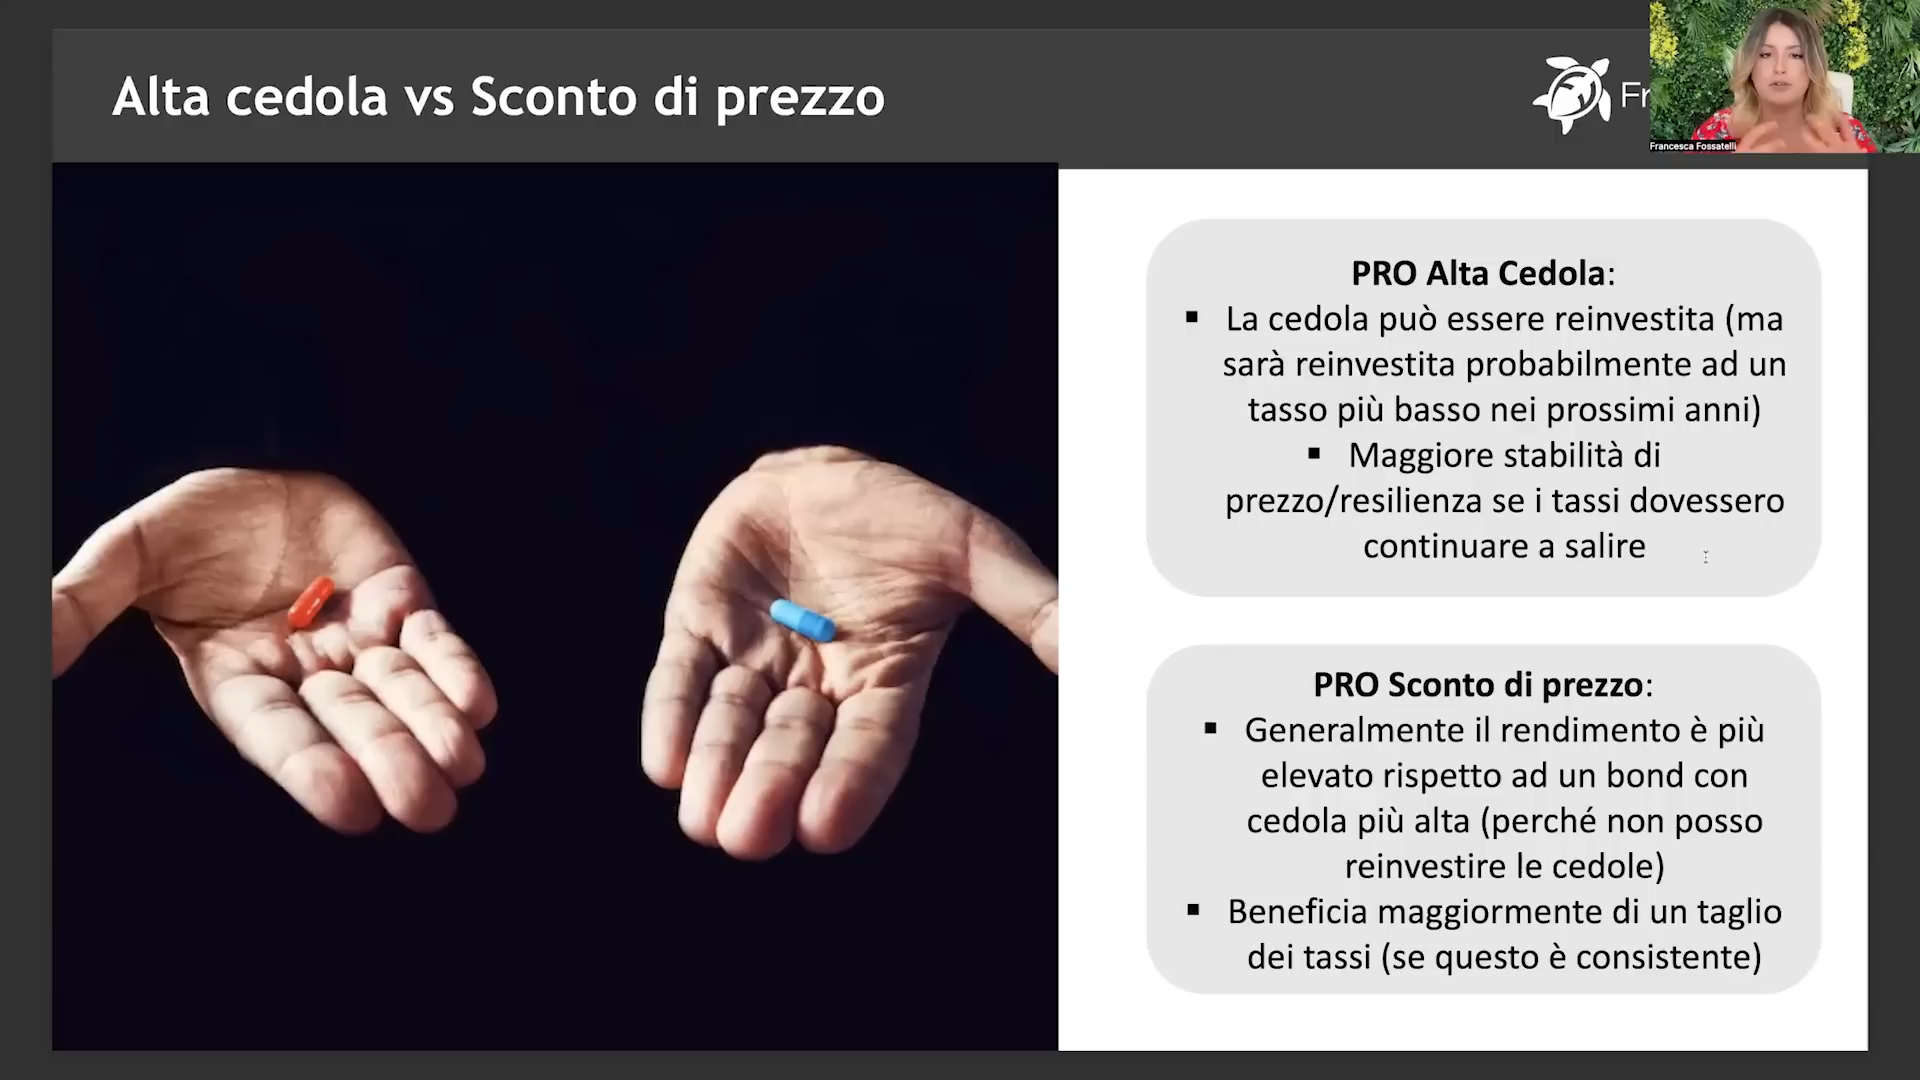 Alta cedola vs Sconto di prezzo
Fr
Francesca Fossatelli
PRO Alta Cedola:
▪ La cedola può essere reinvestita (ma
sarà reinvestita probabilmente ad un
tasso più basso nei prossimi anni)
▪ Maggiore stabilità di
prezzo/resilienza se i tassi dovessero
continuare a salire
PRO Sconto di prezzo:
▪ Generalmente il rendimento è più
elevato rispetto ad un bond con
cedola più alta (perché non posso
reinvestire le cedole)
▪ Beneficia maggiormente di un taglio
dei tassi (se questo è consistente)